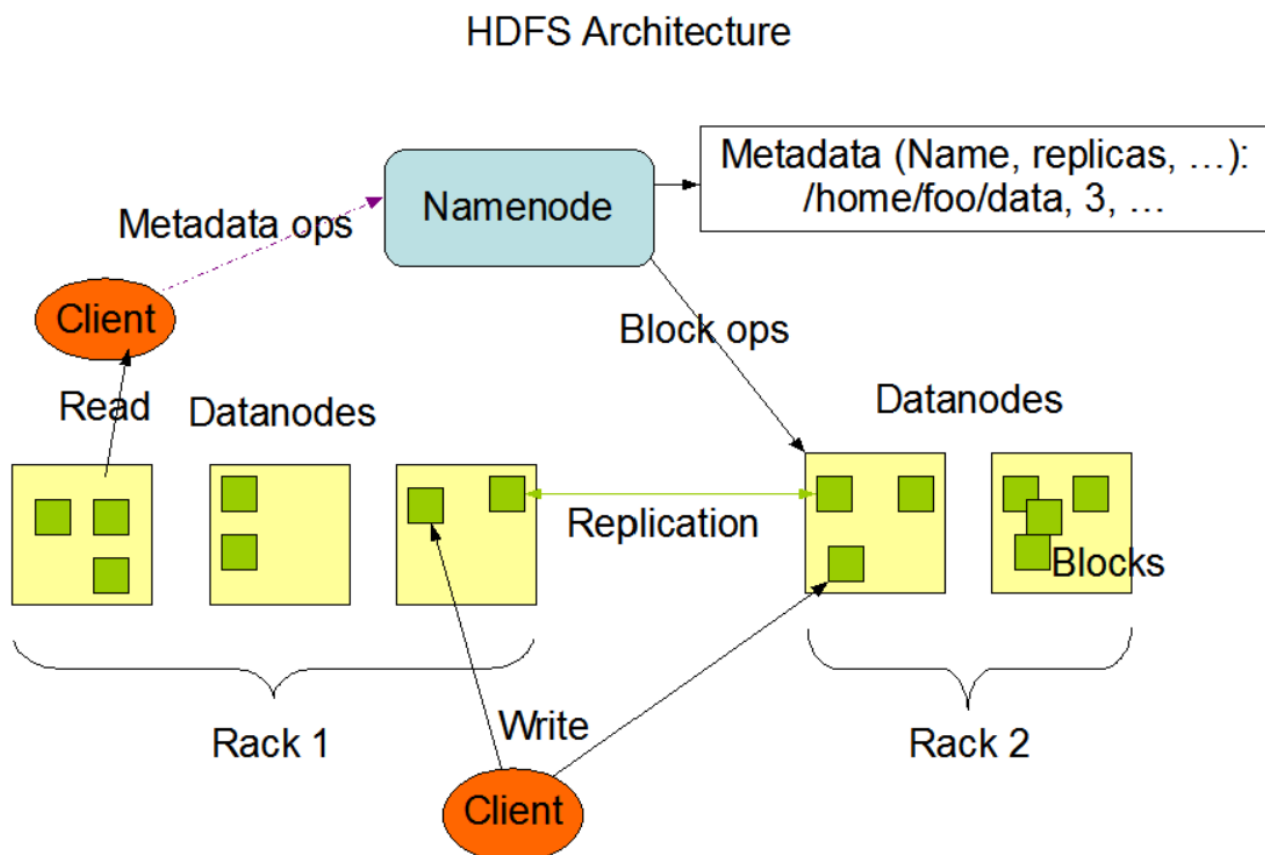 HDFS Architecture
Metadata (Name, replicas, …):
/home/foo/data, 3, …
Namenode
Metadata ops
Client
Block ops
Read
Datanodes
Datanodes
Replication
Blocks
Rack 1
Write
Rack 2
Client